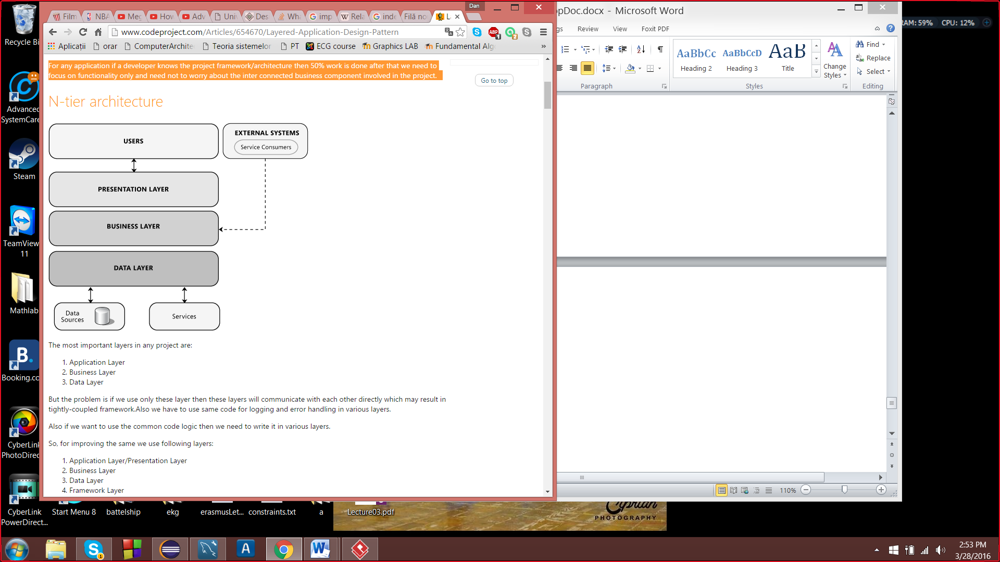 Recycle Bi
Advanced
SystemCare
Steam
TeamView
11
Mathlab
Booking.co
CyberLink
PhotoDirec
CyberLink
PowerDirect...
Start Menu 8
battelship
ekg
erasmusLet...
constraints.txt
a
Lecture03.pdf
Dan
Film
NBA
Meg
How
Adv
Univ
Des
Wha
imp
Rela
inde
Filă no
www.codeproject.com/Articles/654670/Layered-Application-Design-Pattern
Aplicații
orar
ComputerArchite
Teoria sistemelor
PT
ECG course
Graphics LAB
Fundamental Alg
»
For any application if a developer knows the project framework/architecture then 50% work is done after that we need to
focus on functionality only and need not to worry about the inter connected business component involved in the project.
Go to top
N-tier architecture
USERS
EXTERNAL SYSTEMS
Service Consumers
PRESENTATION LAYER
BUSINESS LAYER
DATA LAYER
Data
Sources
Services
The most important layers in any project are:
1. Application Layer
2. Business Layer
3. Data Layer
But the problem is if we use only these layer then these layers will communicate with each other directly which may result in
tightly-coupled framework.Also we have to use same code for logging and error handling in various layers.
Also if we want to use the common code logic then we need to write it in various layers.
So, for improving the same we use following layers:
1. Application Layer/Presentation Layer
2. Business Layer
3. Data Layer
4. Framework Layer
opDoc.docx - Microsoft Word
gs
Review
View
Foxit PDF
AaBbCc
AaBbCcD
AaB
Heading 2
Heading 3
Title
Change
Styles
Find
Replace
Select
Paragraph
Styles
Editing
110%
RAM: 59%
CPU: 12%
Ciprian
PHOTOGRAPHY
2:53 PM
3/28/2016